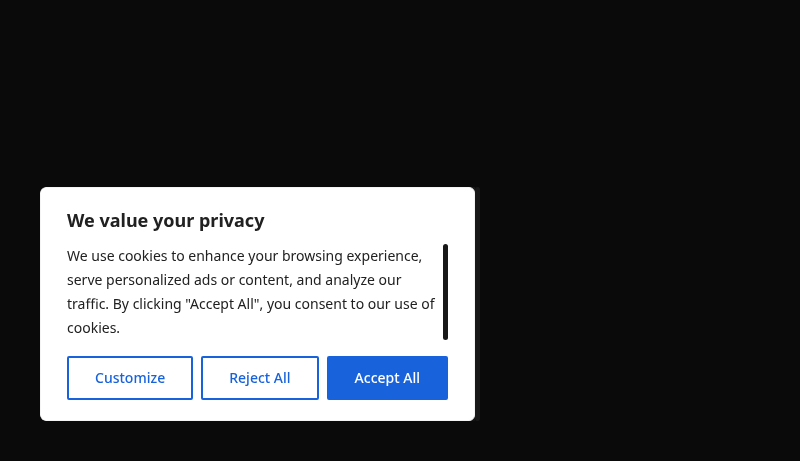 We value your privacy
We use cookies to enhance your browsing experience,
serve personalized ads or content, and analyze our
traffic. By clicking "Accept All", you consent to our use of
cookies.
Customize
Reject All
Accept All